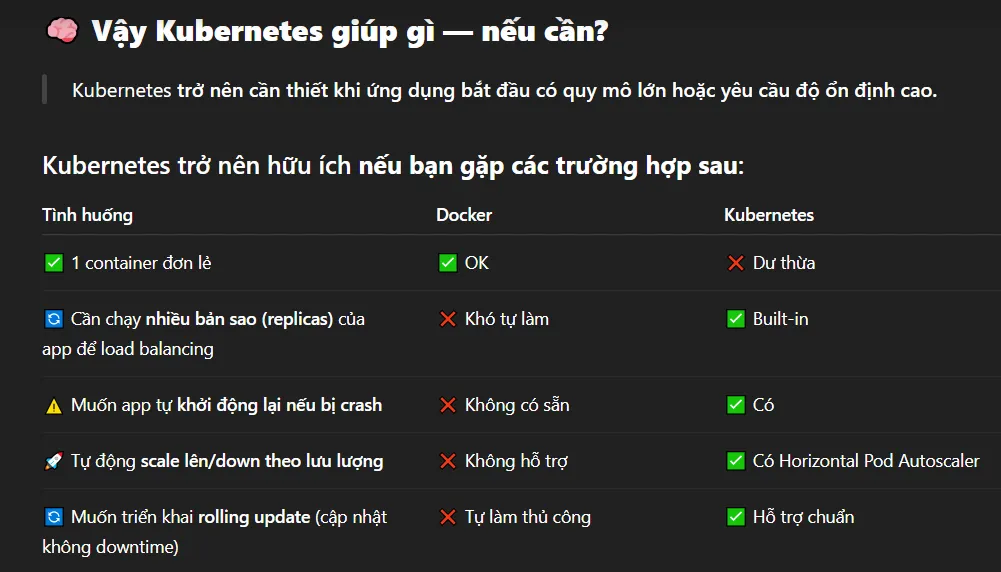 🧠 Vậy Kubernetes giúp gì — nếu cần?
Kubernetes trở nên cần thiết khi ứng dụng bắt đầu có quy mô lớn hoặc yêu cầu độ ổn định cao.
Kubernetes trở nên hữu ích nếu bạn gặp các trường hợp sau:
Tình huống Docker Kubernetes
✅ 1 container đơn lẻ ✅ OK ❌ Dư thừa
🔄 Cần chạy nhiều bản sao (replicas) của ❌ Khó tự làm ✅ Built-in
app để load balancing
⚠️ Muốn app tự khởi động lại nếu bị crash ❌ Không có sẵn ✅ Có
🚀 Tự động scale lên/down theo lưu lượng ❌ Không hỗ trợ ✅ Có Horizontal Pod Autoscaler
🔄 Muốn triển khai rolling update (cập nhật ❌ Tự làm thủ công ✅ Hỗ trợ chuẩn
không downtime)